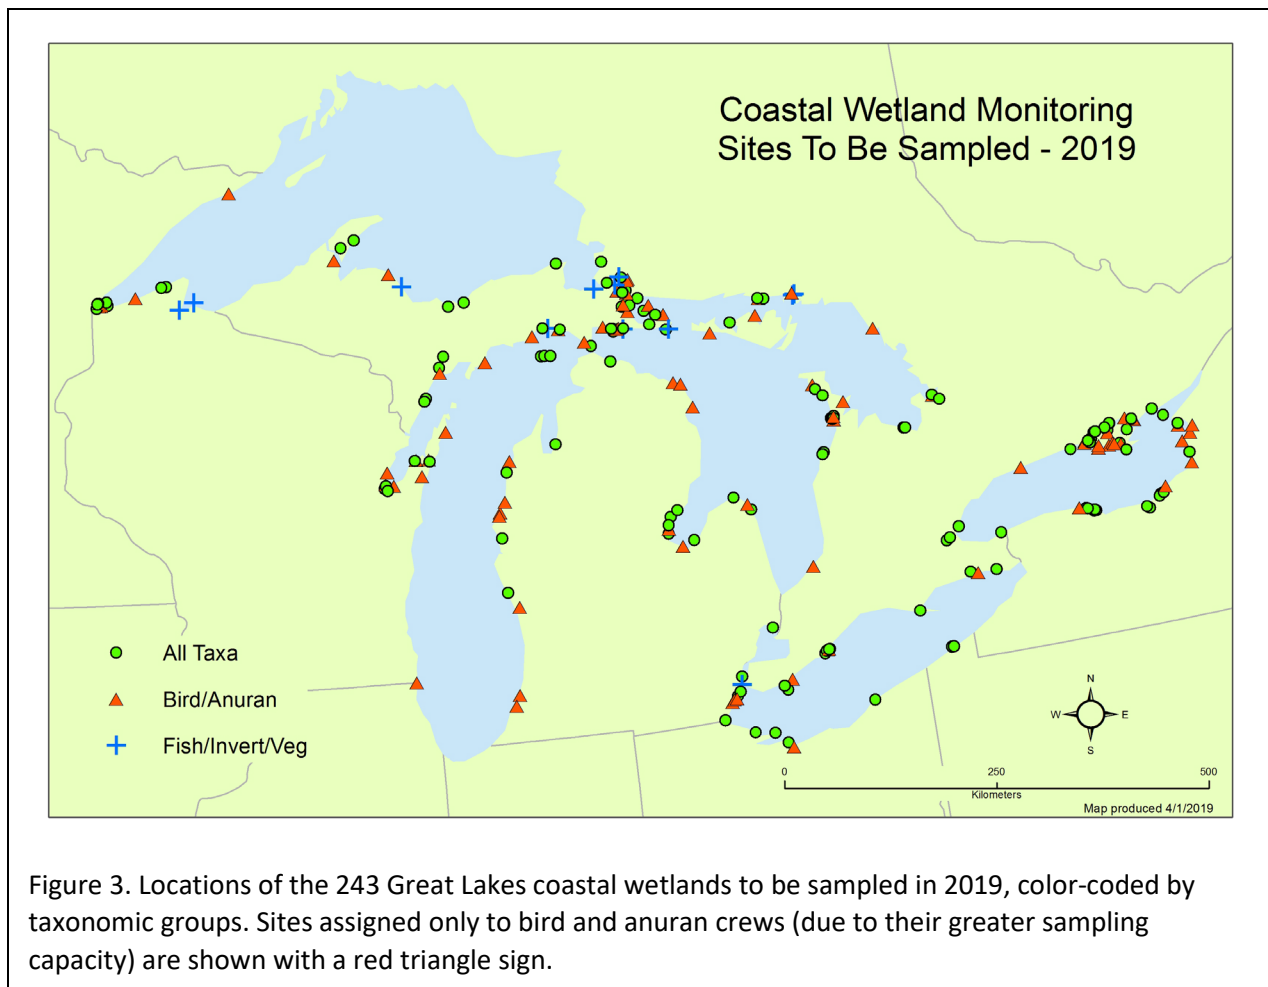 Coastal Wetland Monitoring
Sites To Be Sampled - 2019
All Taxa
Bird/Anuran
Fish/Invert/Veg
N
W
E
S
0
250
500
Kilometers
Map produced 4/1/2019
Figure 3. Locations of the 243 Great Lakes coastal wetlands to be sampled in 2019, color-coded by
taxonomic groups. Sites assigned only to bird and anuran crews (due to their greater sampling
capacity) are shown with a red triangle sign.